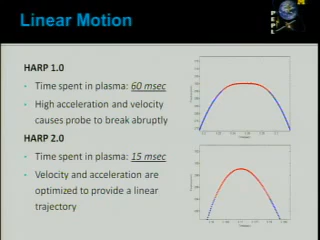 Linear Motion
PEPL
HARP 1.0
• Time spent in plasma: 60 msec
• High acceleration and velocity
causes probe to break abruptly
HARP 2.0
• Time spent in plasma: 15 msec
• Velocity and acceleration are
optimized to provide a linear
trajectory